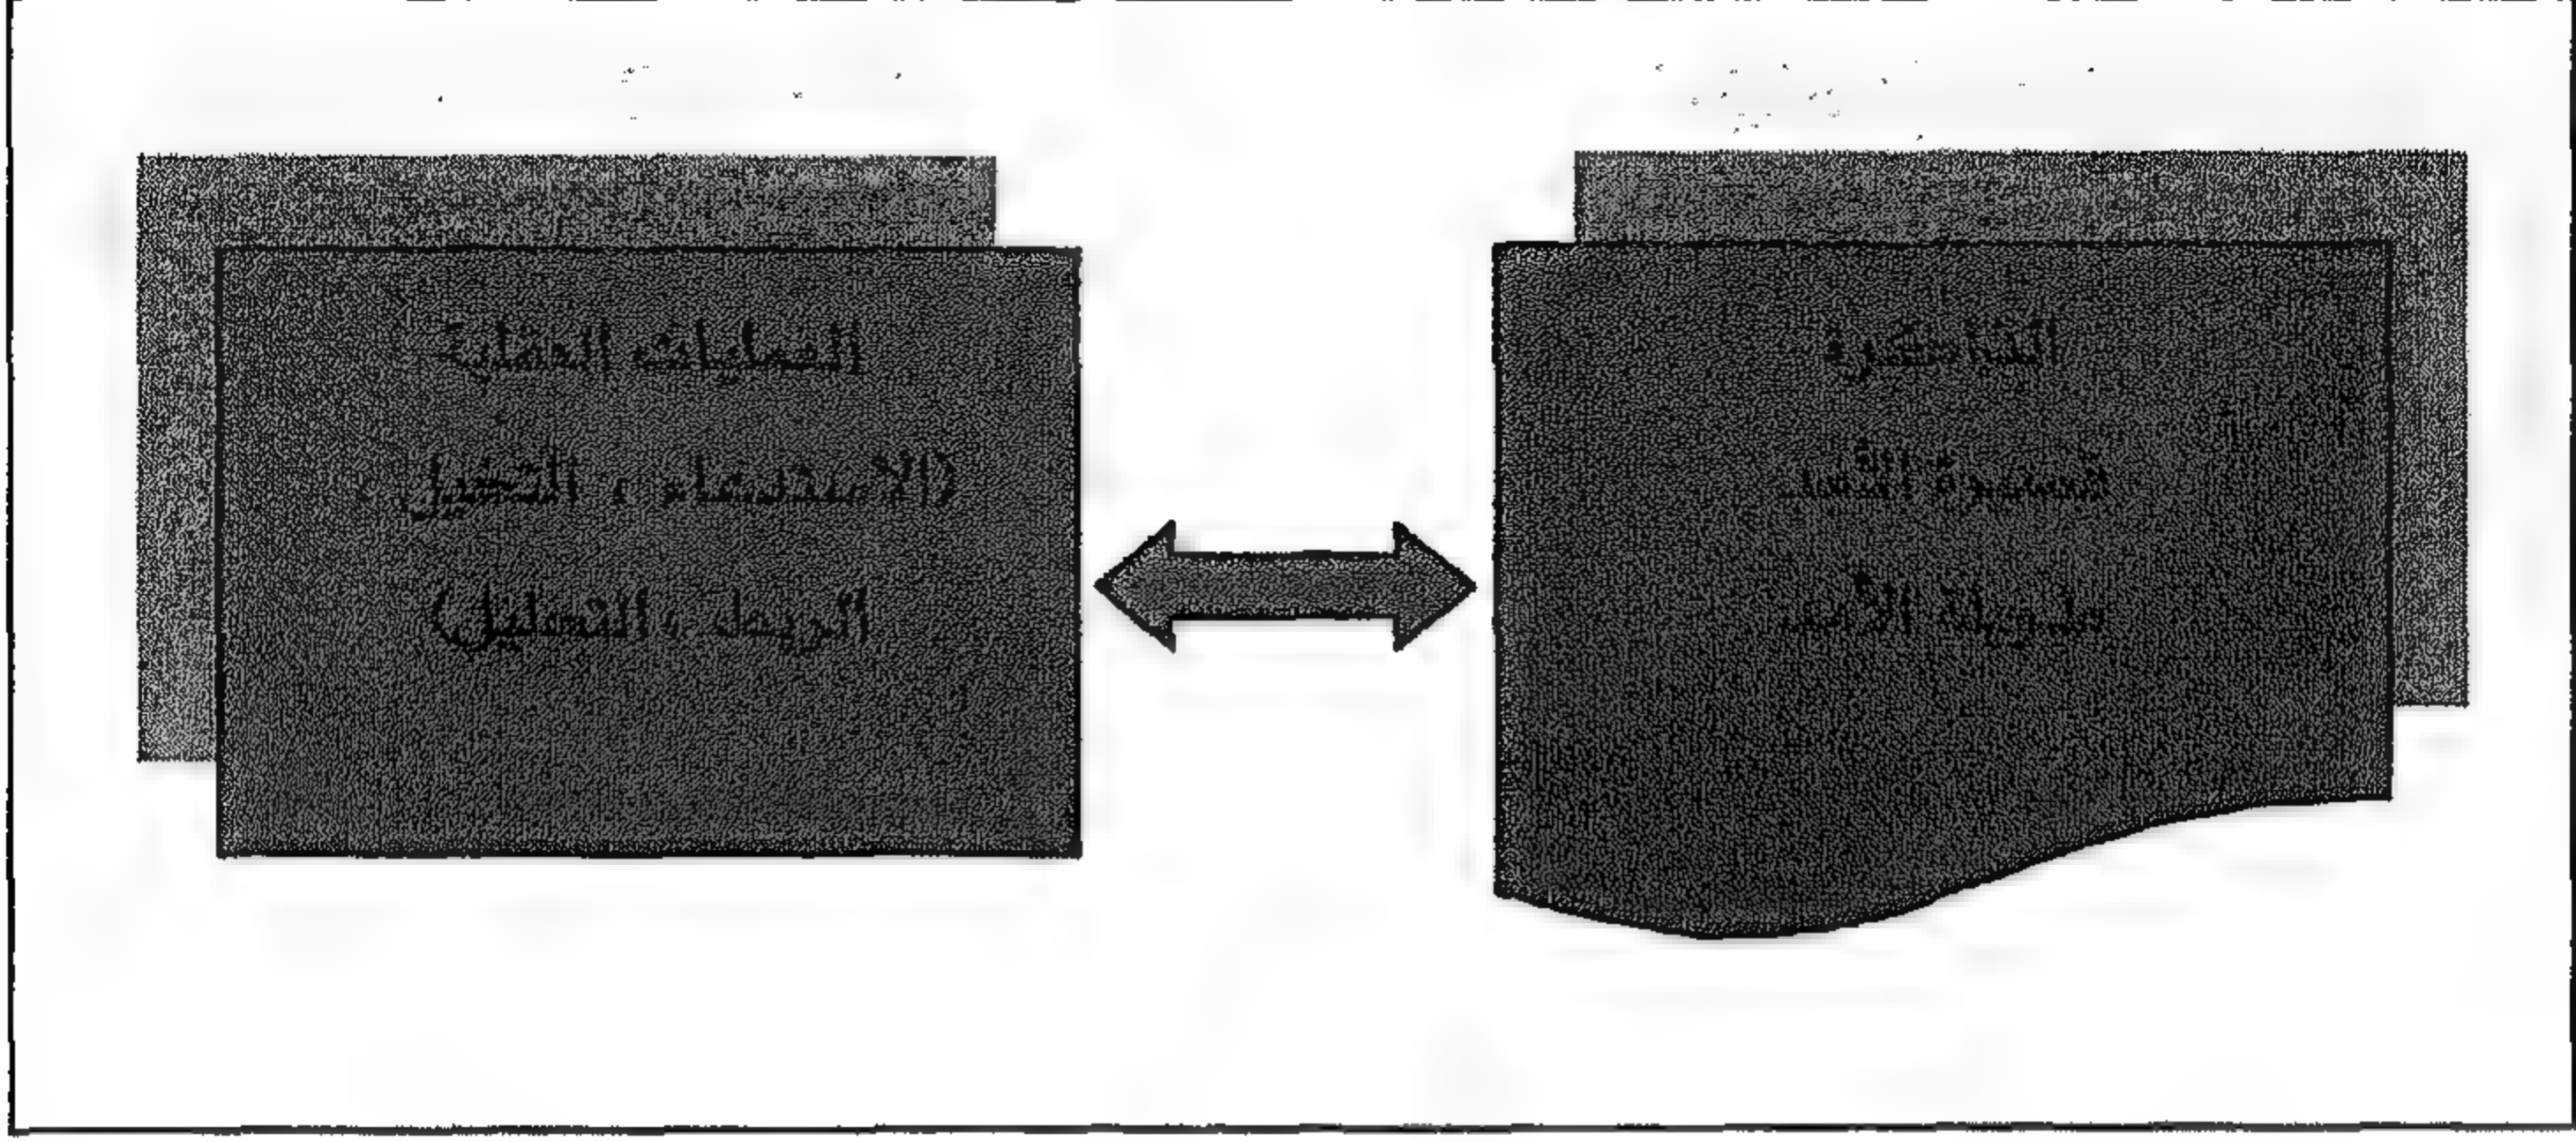 الذاكرة
قصيرة الأمد
طويلة الأمد
العمليات العقلية
(الاستدعاء ، التخيل
الربط ، التحليل)